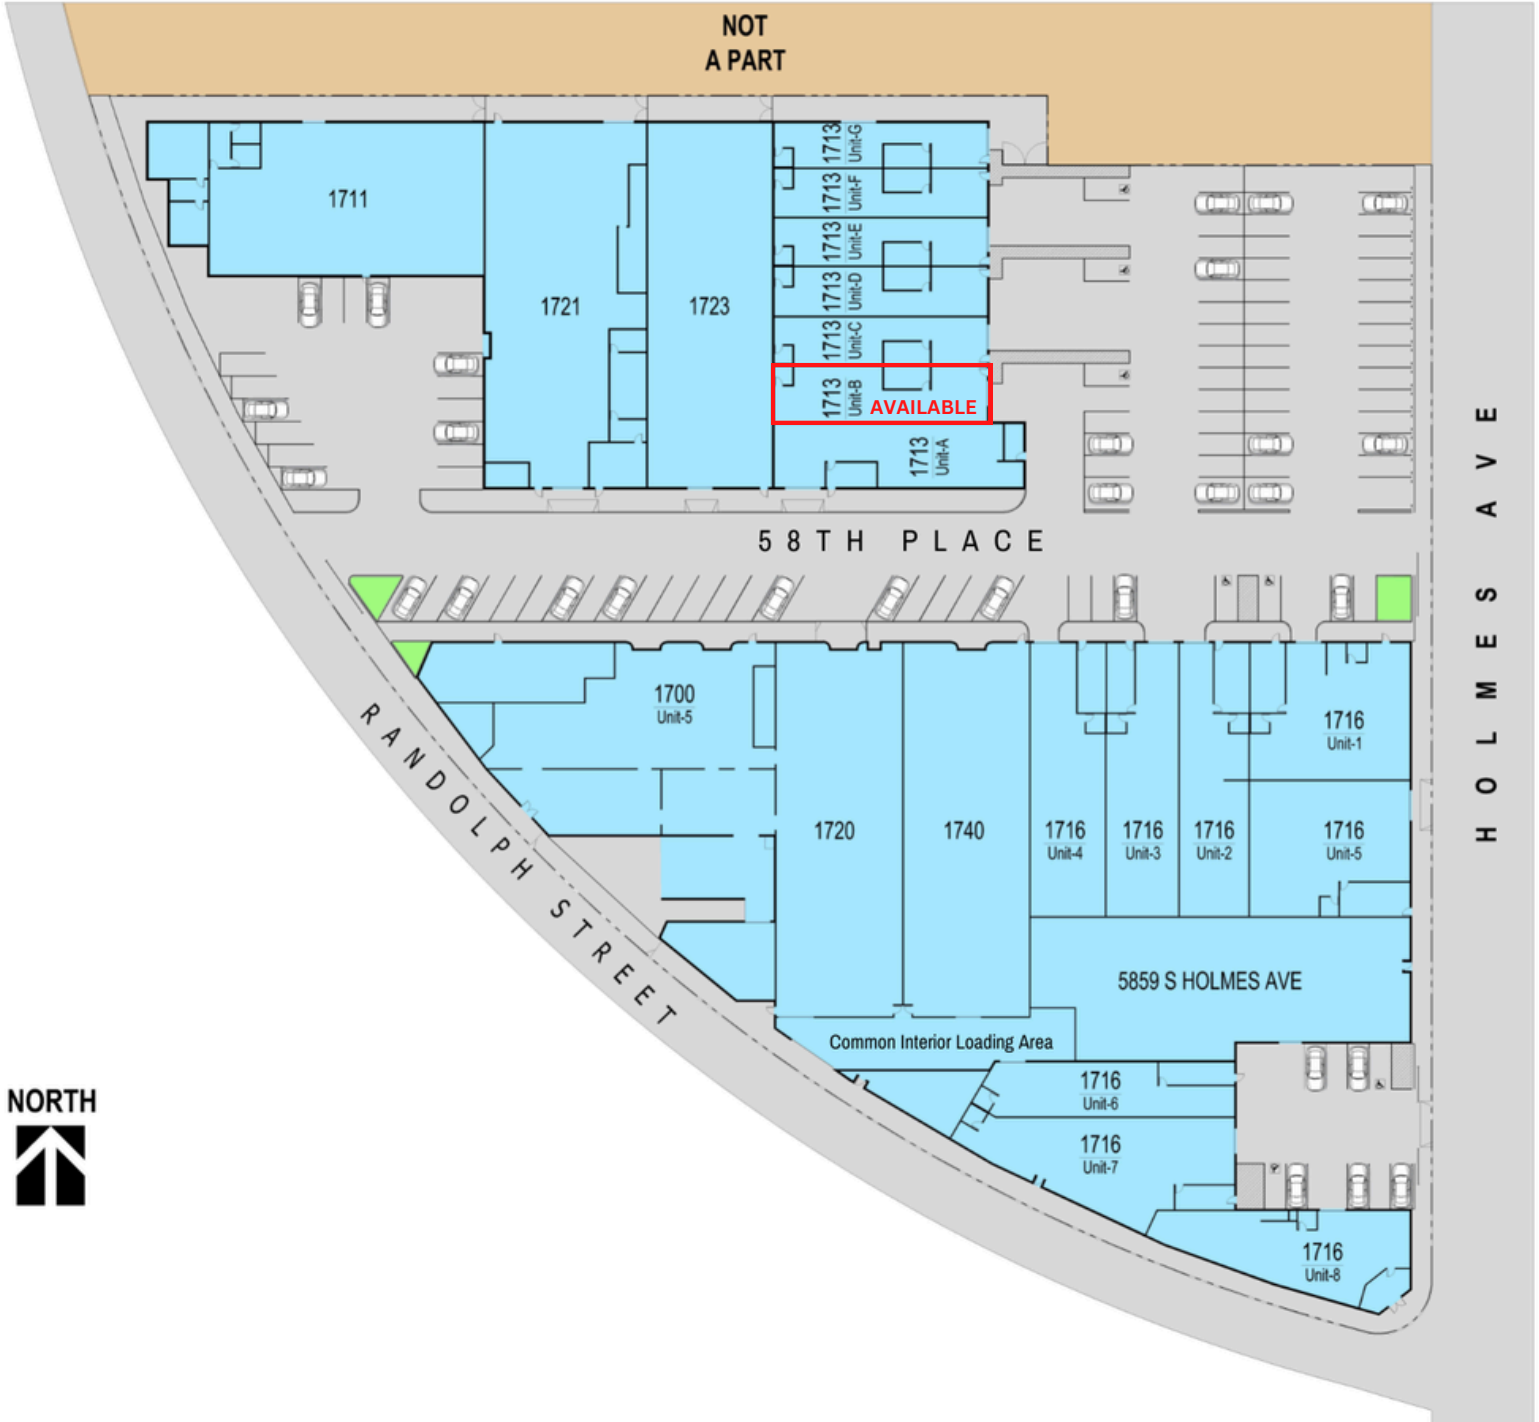 NOT
A PART
1711
1721
1723
1713
Unit-G
1713
Unit-F
1713
Unit-E
1713
Unit-D
1713
Unit-C
1713
Unit-B
AVAILABLE
1713
Unit-A
58TH PLACE
HOLMES AVE
RANDOLPH STREET
1700
Unit-5
1720
1740
1716
Unit-4
1716
Unit-3
1716
Unit-2
1716
Unit-1
1716
Unit-5
5859 S HOLMES AVE
Common Interior Loading Area
1716
Unit-6
1716
Unit-7
1716
Unit-8
NORTH